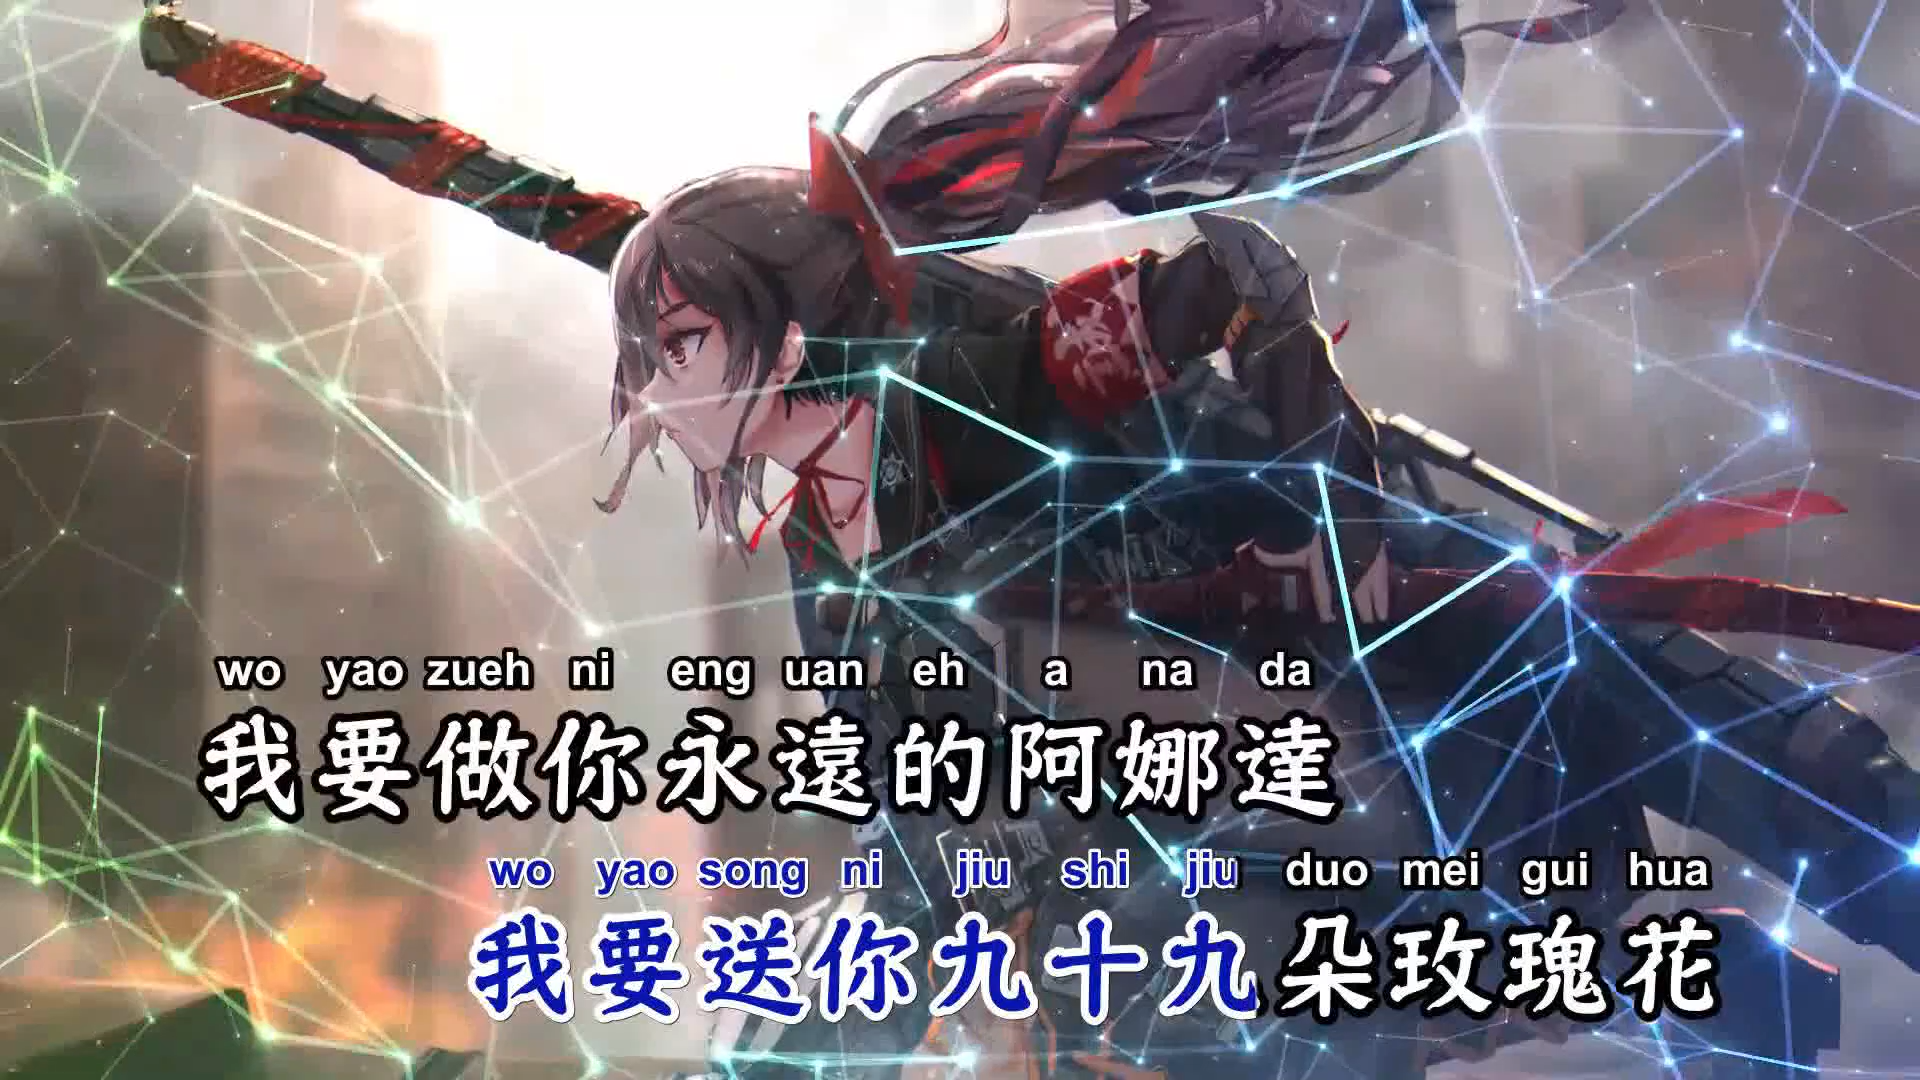 wo yao zueh ni eng uan eh a na da
我要做你永遠的阿娜達
wo yao song ni jiu shi jiu duo mei gui hua
我要送你九十九朵玫瑰花